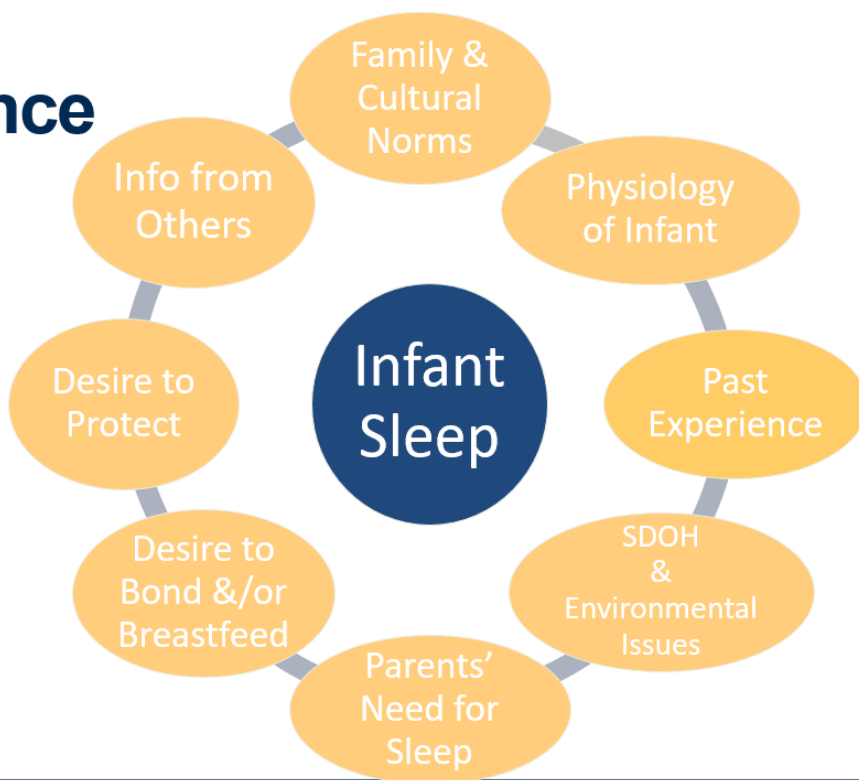 nce
Family &
Cultural
Norms
Info from
Others
Physiology
of Infant
Infant
Sleep
Desire to
Protect
Past
Experience
Desire to
Bond &/or
Breastfeed
SDOH
&
Environmental
Issues
Parents'
Need for
Sleep